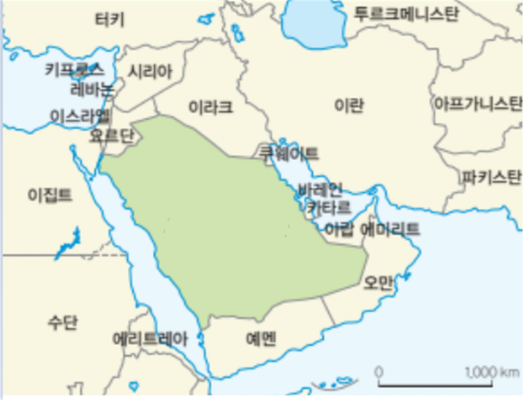 터키
투르크메니스탄
키프로스
시리아
레바논
이라크
이란
아프가니스탄
이스라엘
요르단
쿠웨이트
파키스탄
이집트
바레인
카타르
아랍 에미리트
오만
수단
에리트레아
예멘
0 1,000 km